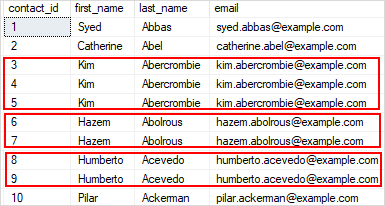 contact_id first_name last_name email
1 Syed Abbas syed.abbas@example.com
2 Catherine Abel catherine.abel@example.com
3 Kim Abercrombie kim.abercrombie@example.com
4 Kim Abercrombie kim.abercrombie@example.com
5 Kim Abercrombie kim.abercrombie@example.com
6 Hazem Abolrous hazem.abolrous@example.com
7 Hazem Abolrous hazem.abolrous@example.com
8 Humberto Acevedo humberto.acevedo@example.com
9 Humberto Acevedo humberto.acevedo@example.com
10 Pilar Ackerman pilar.ackerman@example.com